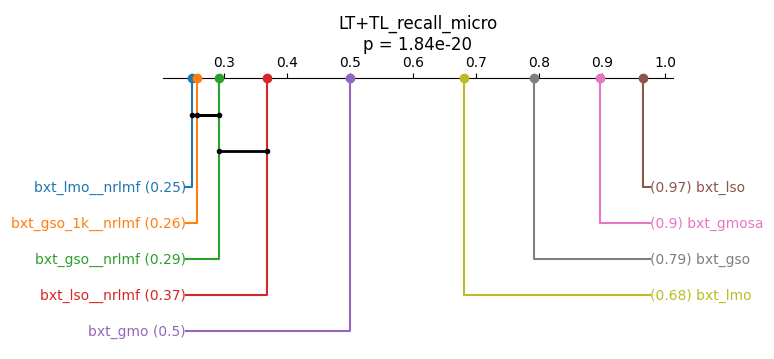 LT+TL_recall_micro
p = 1.84e-20
0.3 0.4 0.5 0.6 0.7 0.8 0.9 1.0
bxt_lmo__nrlmf (0.25) (0.97) bxt_lso
bxt_gso_1k__nrlmf (0.26) (0.9) bxt_gmosa
bxt_gso__nrlmf (0.29) (0.79) bxt_gso
bxt_lso__nrlmf (0.37) (0.68) bxt_lmo
bxt_gmo (0.5)